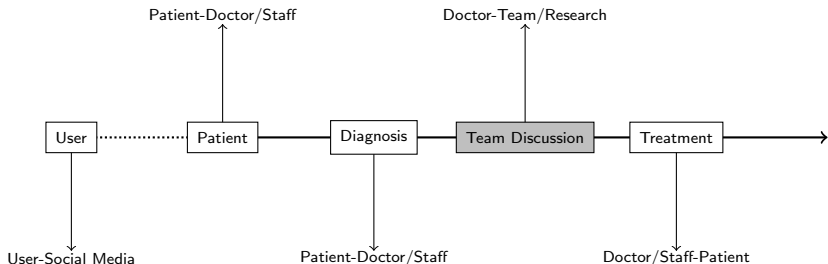 Patient-Doctor/Staff
Doctor-Team/Research
User
Patient
Diagnosis
Team Discussion
Treatment
User-Social Media
Patient-Doctor/Staff
Doctor/Staff-Patient